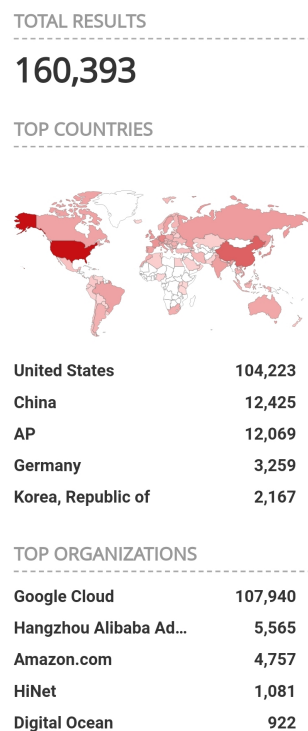 TOTAL RESULTS
160,393
TOP COUNTRIES
United States 104,223
China 12,425
AP 12,069
Germany 3,259
Korea, Republic of 2,167
TOP ORGANIZATIONS
Google Cloud 107,940
Hangzhou Alibaba Ad...  5,565
Amazon.com 4,757
HiNet 1,081
Digital Ocean 922